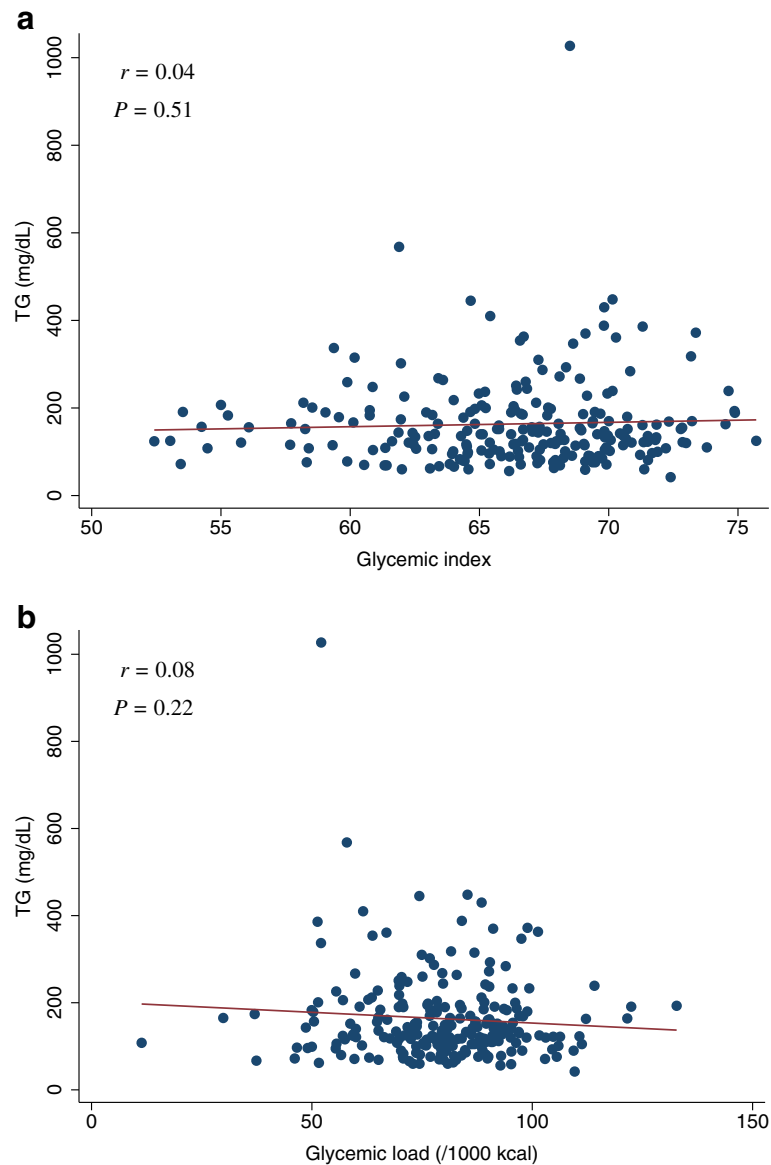 a
r = 0.04
P = 0.51
TG (mg/dL)
0
200
400
600
800
1000
50 55 60 65 70 75
Glycemic index
b
r = 0.08
P = 0.22
TG (mg/dL)
0
200
400
600
800
1000
0 50 100 150
Glycemic load (/1000 kcal)